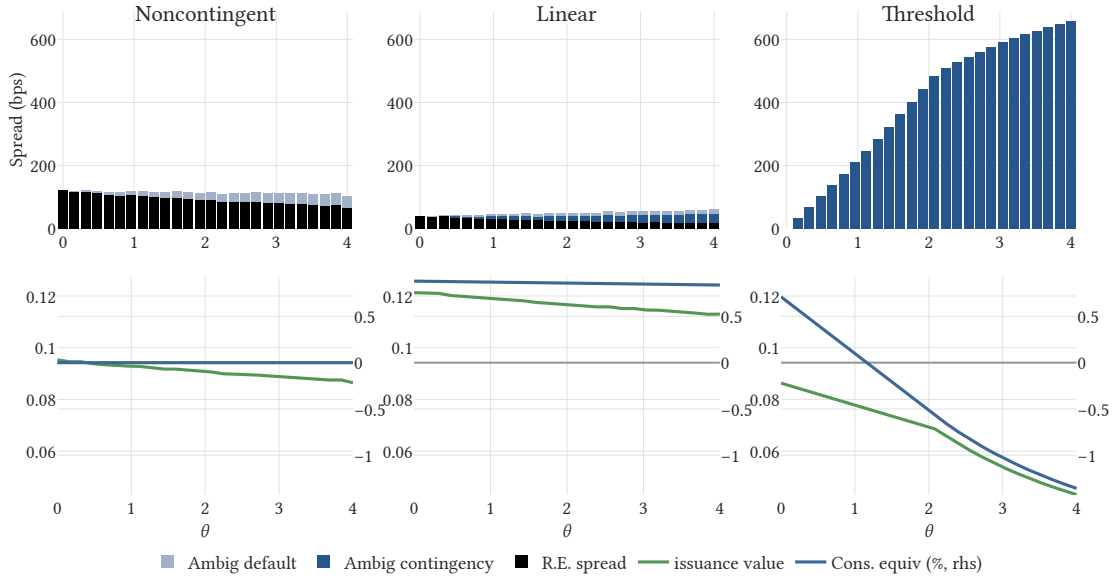 Noncontingent
Linear
Threshold
Spread (bps)
600
400
200
0
0 1 2 3 4
600
400
200
0
0 1 2 3 4
600
400
200
0
0 1 2 3 4
0.12
0.1
0.08
0.06
0.5
0
−0.5
−1
0 1 2 3 4
θ
0.12
0.1
0.08
0.06
0.5
0
−0.5
−1
0 1 2 3 4
θ
0.12
0.1
0.08
0.06
0.5
0
−0.5
−1
0 1 2 3 4
θ
Ambig default Ambig contingency R.E. spread issuance value Cons. equiv (%, rhs)